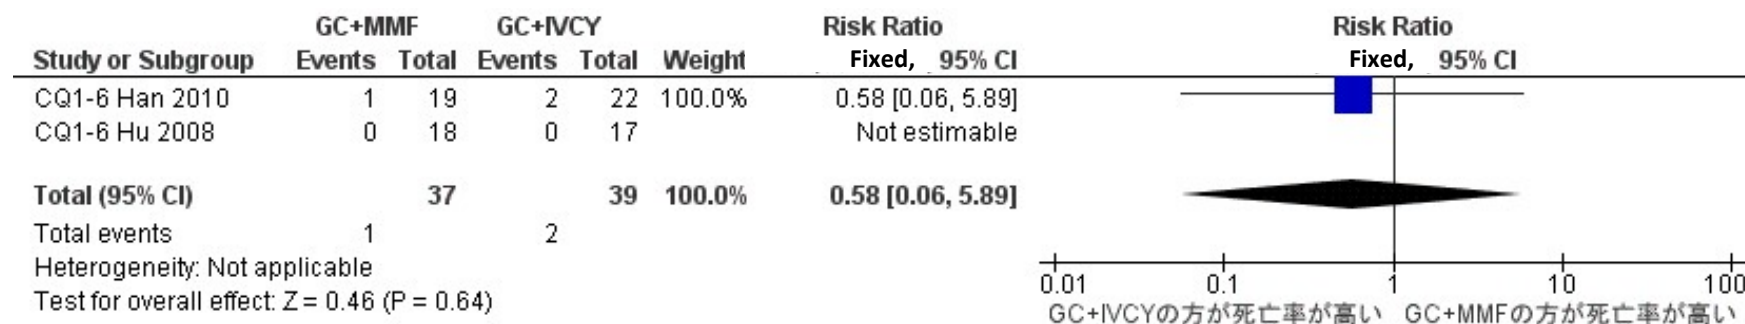 GC+MMF GC+IVCY Risk Ratio Risk Ratio
Study or Subgroup Events Total Events Total Weight Fixed, 95% CI Fixed, 95% CI
CQ1-6 Han 2010 1 19 2 22 100.0% 0.58 [0.06, 5.89]
CQ1-6 Hu 2008 0 18 0 17 Not estimable
Total (95% CI) 37 39 100.0% 0.58 [0.06, 5.89]
Total events 1 2
Heterogeneity: Not applicable
Test for overall effect: Z = 0.46 (P = 0.64)
0.01 0.1 1 10 100
GC+IVCYの方が死亡率が高い GC+MMFの方が死亡率が高い